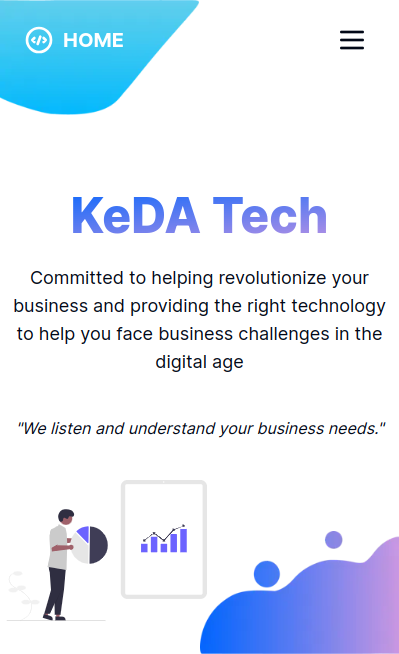 HOME
KeDA Tech
Committed to helping revolutionize your
business and providing the right technology
to help you face business challenges in the
digital age
"We listen and understand your business needs."